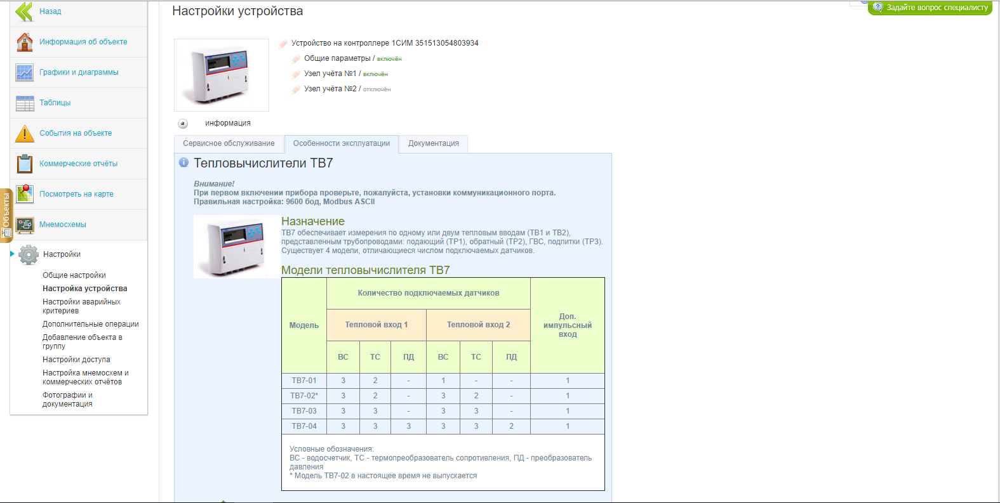 Назад
Информация об объекте
Графики и диаграммы
Таблицы
События на объекте
Коммерческие отчёты
Посмотреть на карте
Мнемосхемы
Объекты
Настройки
Общие настройки
Настройка устройства
Настройки аварийных
критериев
Дополнительные операции
Добавление объекта в
группу
Настройки доступа
Настройка мнемосхем и
коммерческих отчётов
Фотографии и
документация
Настройки устройства
Задайте вопрос специалисту
Устройство на контроллере 1СИМ 351513054803934
Общие параметры / включён
Узел учёта №1 / включён
Узел учёта №2 / отключён
информация
Сервисное обслуживание Особенности эксплуатации Документация
Тепловычислители ТВ7
Внимание!
При первом включении прибора проверьте, пожалуйста, установки коммуникационного порта.
Правильная настройка: 9600 бод, Modbus ASCII
Назначение
ТВ7 обеспечивает измерения по одному или двум тепловым вводам (ТВ1 и ТВ2),
представленным трубопроводами: подающий (ТР1), обратный (ТР2), ГВС, подпитки (ТР3).
Существует 4 модели, отличающиеся числом подключаемых датчиков.
Модели тепловычислителя ТВ7
Модель Количество подключаемых датчиков Доп.
импульсный
вход
Тепловой вход 1 Тепловой вход 2
ВС ТС ПД ВС ТС ПД
ТВ7-01 3 2 - 1 - - 1
ТВ7-02* 3 2 - 3 2 - 1
ТВ7-03 3 3 - 3 3 - 1
ТВ7-04 3 3 3 3 3 2 1
Условные обозначения:
ВС - водосчетчик, ТС - термопреобразователь сопротивления, ПД - преобразователь
давления
* Модель ТВ7-02 в настоящее время не выпускается